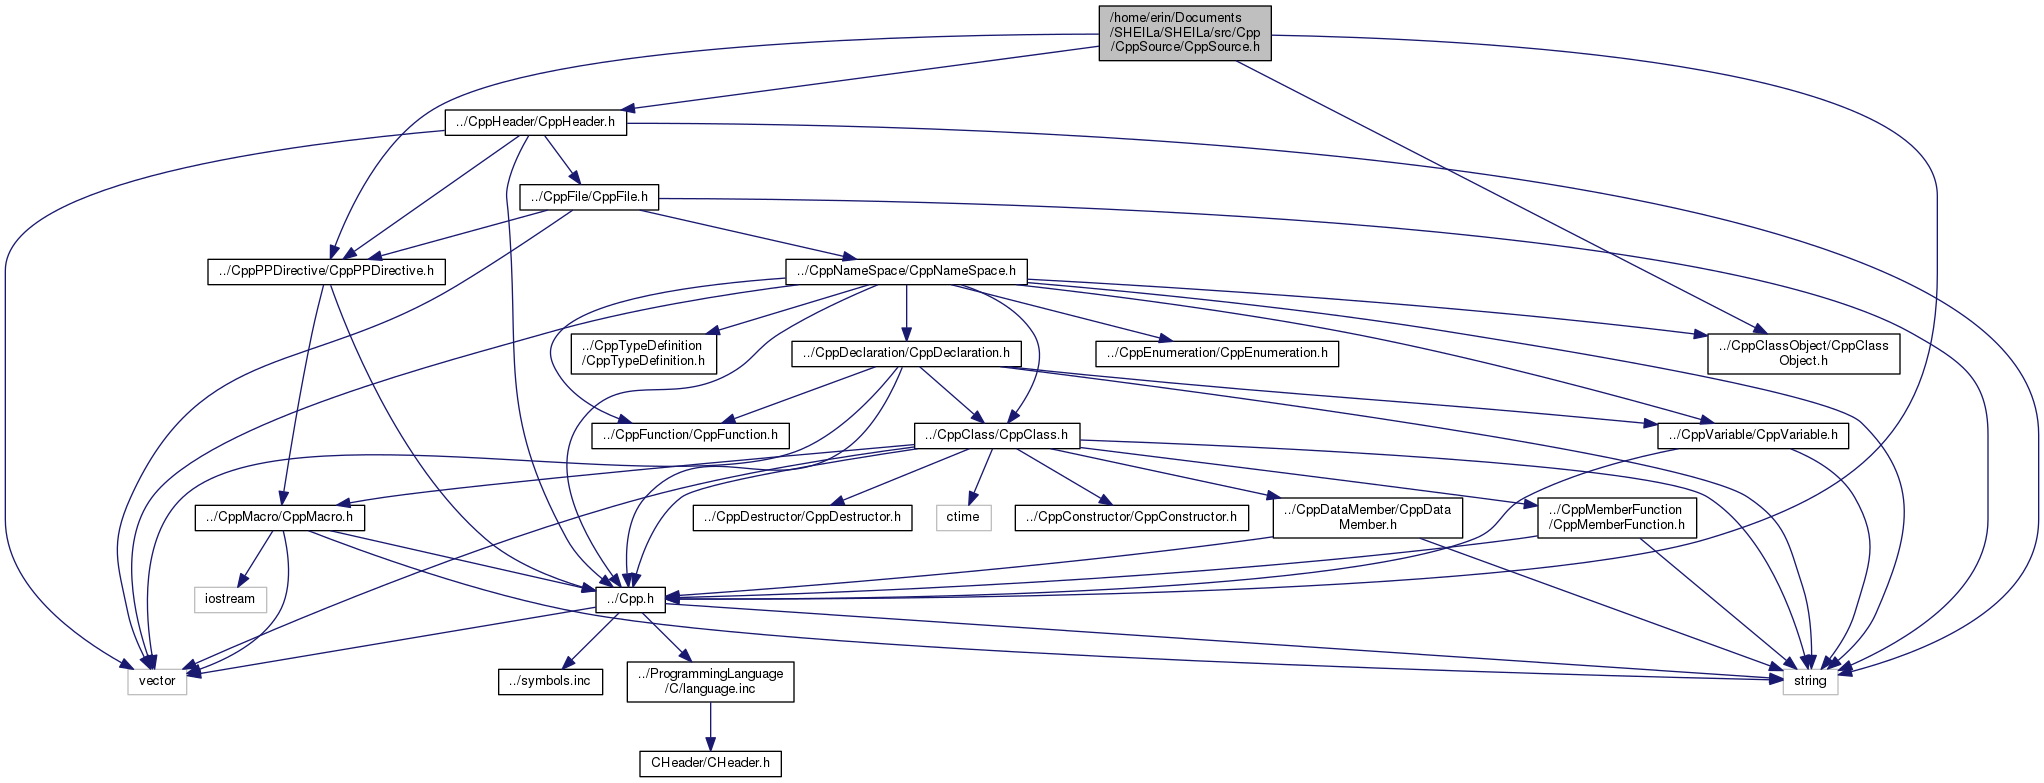 /home/erin/Documents
/SHEILa/SHEILa/src/Cpp
/CppSource/CppSource.h
../CppHeader/CppHeader.h
../CppFile/CppFile.h
../CppPPDirective/CppPPDirective.h
../CppNameSpace/CppNameSpace.h
../CppTypeDefinition
/CppTypeDefinition.h
../CppDeclaration/CppDeclaration.h
../CppEnumeration/CppEnumeration.h
../CppClassObject/CppClass
Object.h
../CppFunction/CppFunction.h
../CppClass/CppClass.h
../CppVariable/CppVariable.h
../CppMacro/CppMacro.h
../CppDestructor/CppDestructor.h
ctime
../CppConstructor/CppConstructor.h
../CppDataMember/CppData
Member.h
../CppMemberFunction
/CppMemberFunction.h
iostream
../Cpp.h
vector
../symbols.inc
../ProgrammingLanguage
/C/language.inc
string
CHeader/CHeader.h